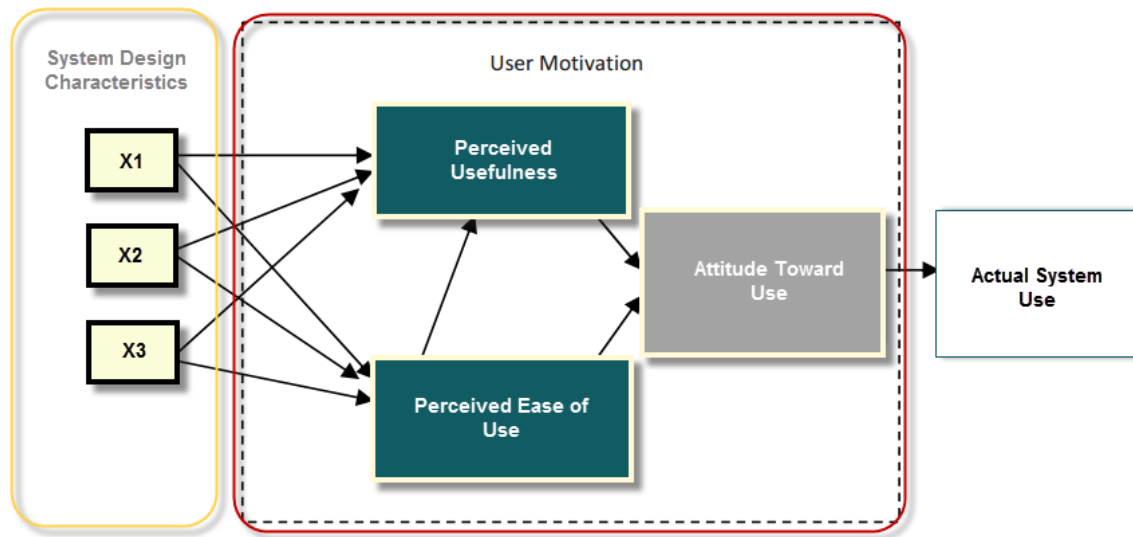 System Design
Characteristics
User Motivation
X1
X2
X3
Perceived
Usefulness
Perceived Ease of
Use
Attitude Toward
Use
Actual System
Use